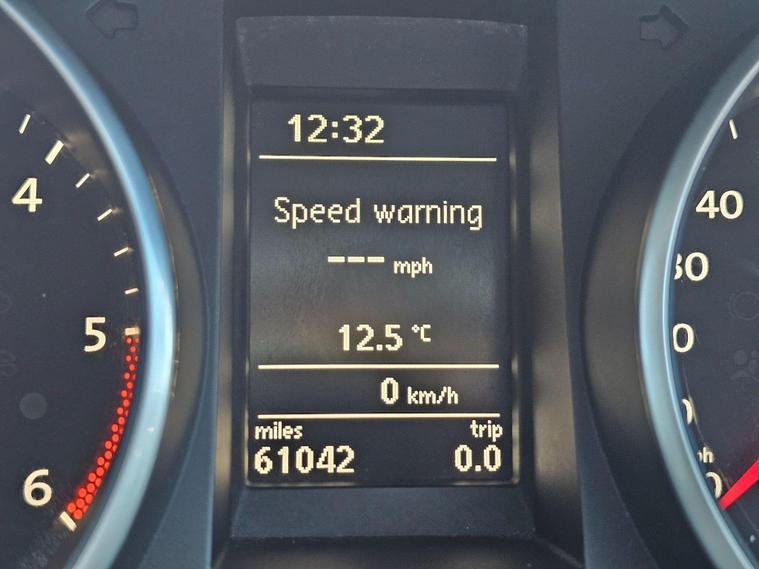 12:32
Speed warning
--- mph
12.5 °C
0 km/h
miles trip
61042 0.0
4
5
6
40